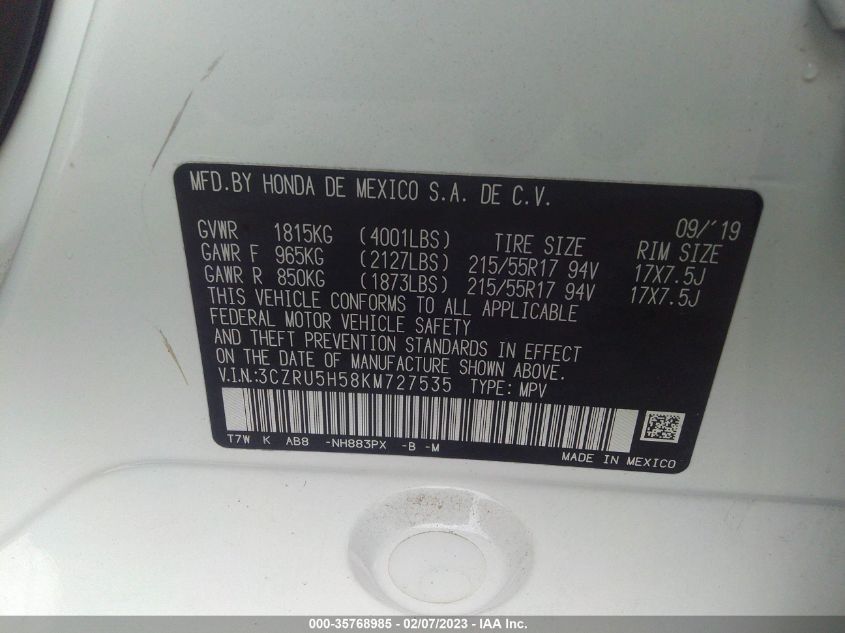 MFD.BY HONDA DE MEXICO S.A. DE C.V.
09/'19
GVWR 1815KG (4001LBS) TIRE SIZE RIM SIZE
GAWR F 965KG (2127LBS) 215/55R17 94V 17X7.5J
GAWR R 850KG (1873LBS) 215/55R17 94V 17X7.5J
THIS VEHICLE CONFORMS TO ALL APPLICABLE
FEDERAL MOTOR VEHICLE SAFETY
AND THEFT PREVENTION STANDARDS IN EFFECT
ON THE DATE OF MANUFACTURE SHOWN ABOVE.
V.I.N.:3CZRU5H58KM727535 TYPE: MPV
T7W K AB8 -NH883PX -B -M
MADE IN MEXICO
000-35768985 - 02/07/2023 - IAA Inc.